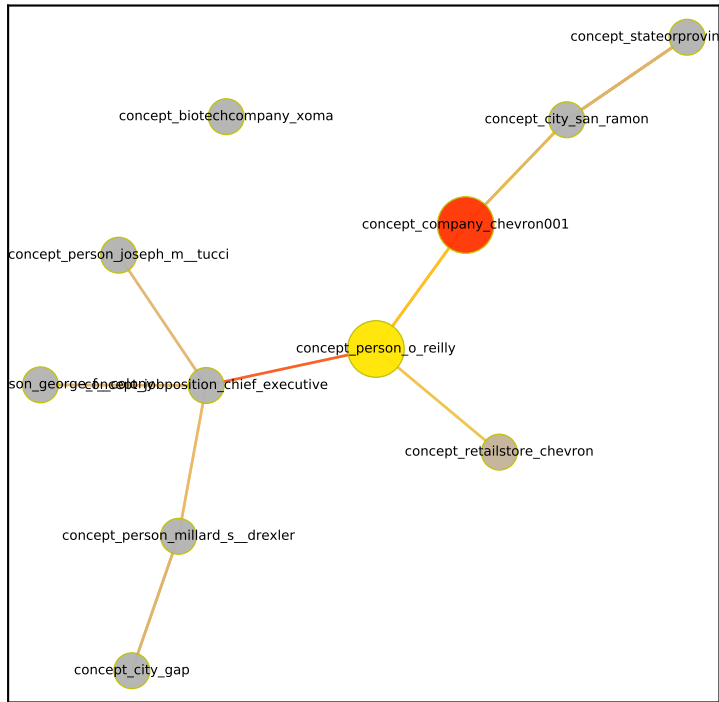 concept_stateorprovin
concept_biotechcompany_xoma
concept_city_san_ramon
concept_company_chevron001
concept_person_joseph_m__tucci
concept_person_o_reilly
concept_jobposition_chief_executive
concept_retailstore_chevron
concept_person_millard_s__drexler
concept_city_gap